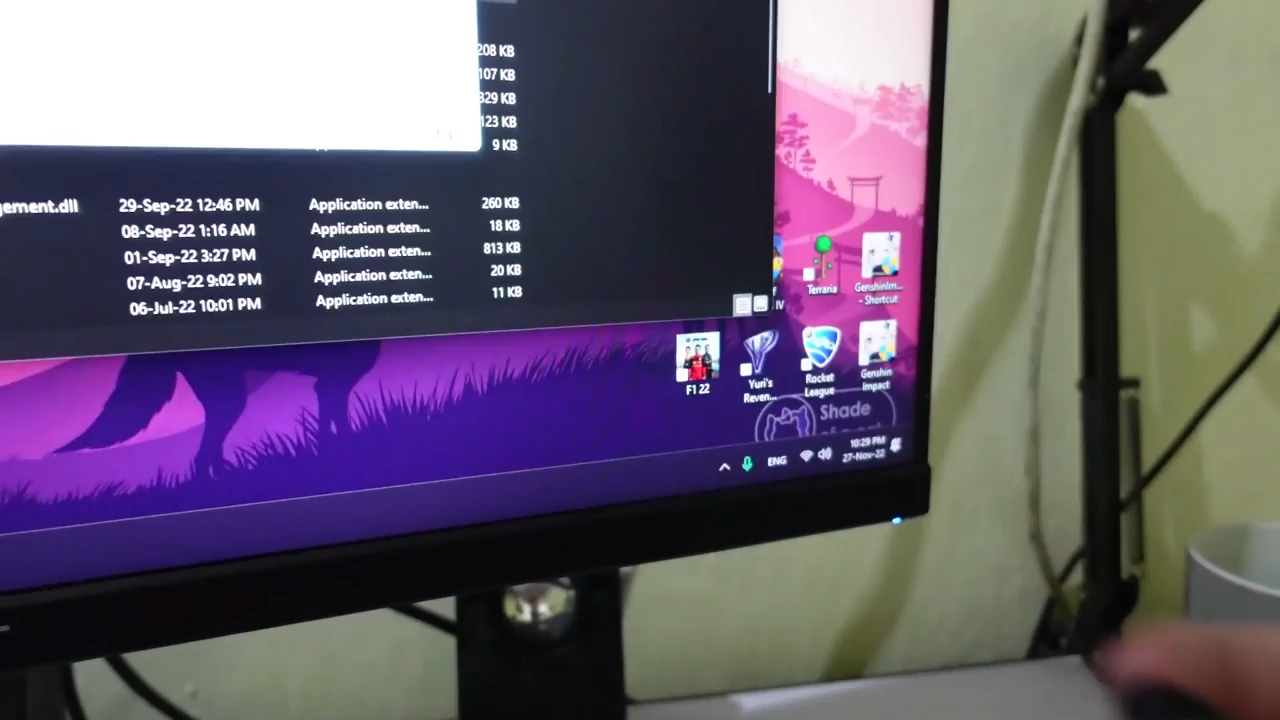 208 KB
107 KB
329 KB
123 KB
9 KB
gement.dll 29-Sep-22 12:46 PM Application exten... 260 KB
08-Sep-22 1:16 AM Application exten... 18 KB
01-Sep-22 3:27 PM Application exten... 813 KB
07-Aug-22 9:02 PM Application exten... 20 KB
06-Jul-22 10:01 PM Application exten... 11 KB
IV
Terraria
GenshinIm...
- Shortcut
F1 22
Yuri's
Reven...
Rocket
League
Genshin
Impact
Shade
ENG
10:29 PM
27-Nov-22